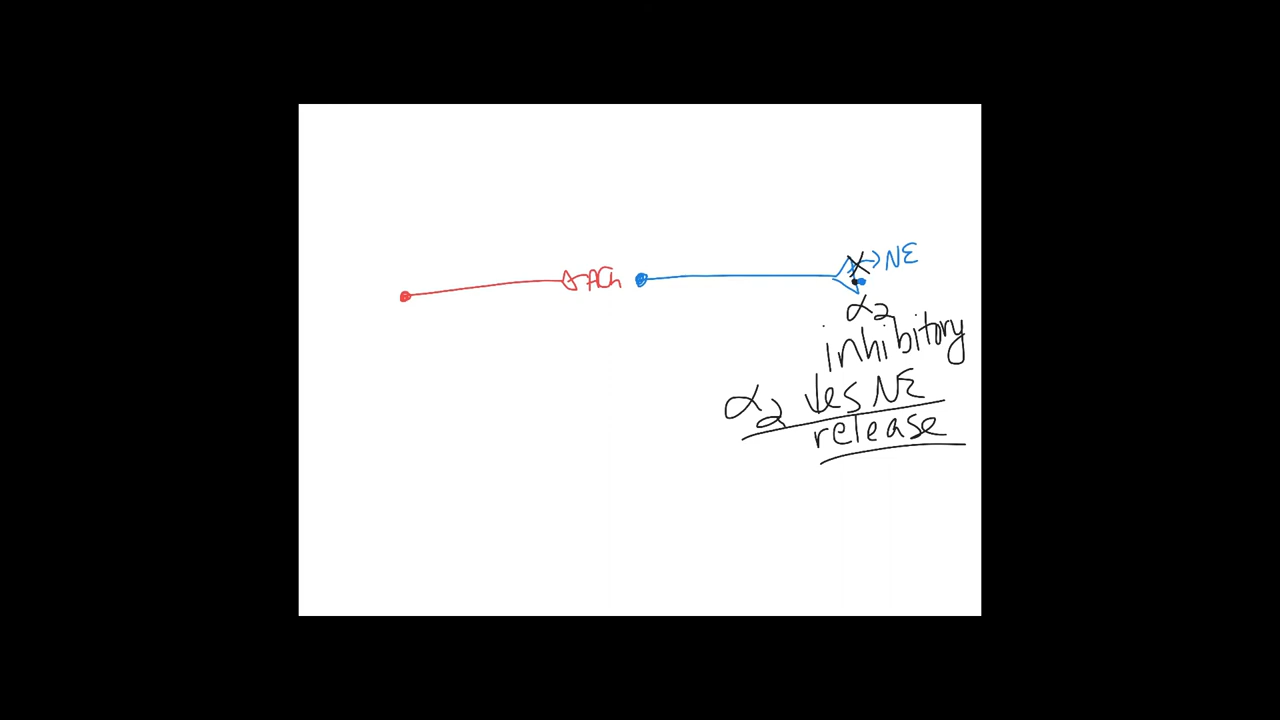 ACh
NE
α2
inhibitory
α2 ↓es NE
release